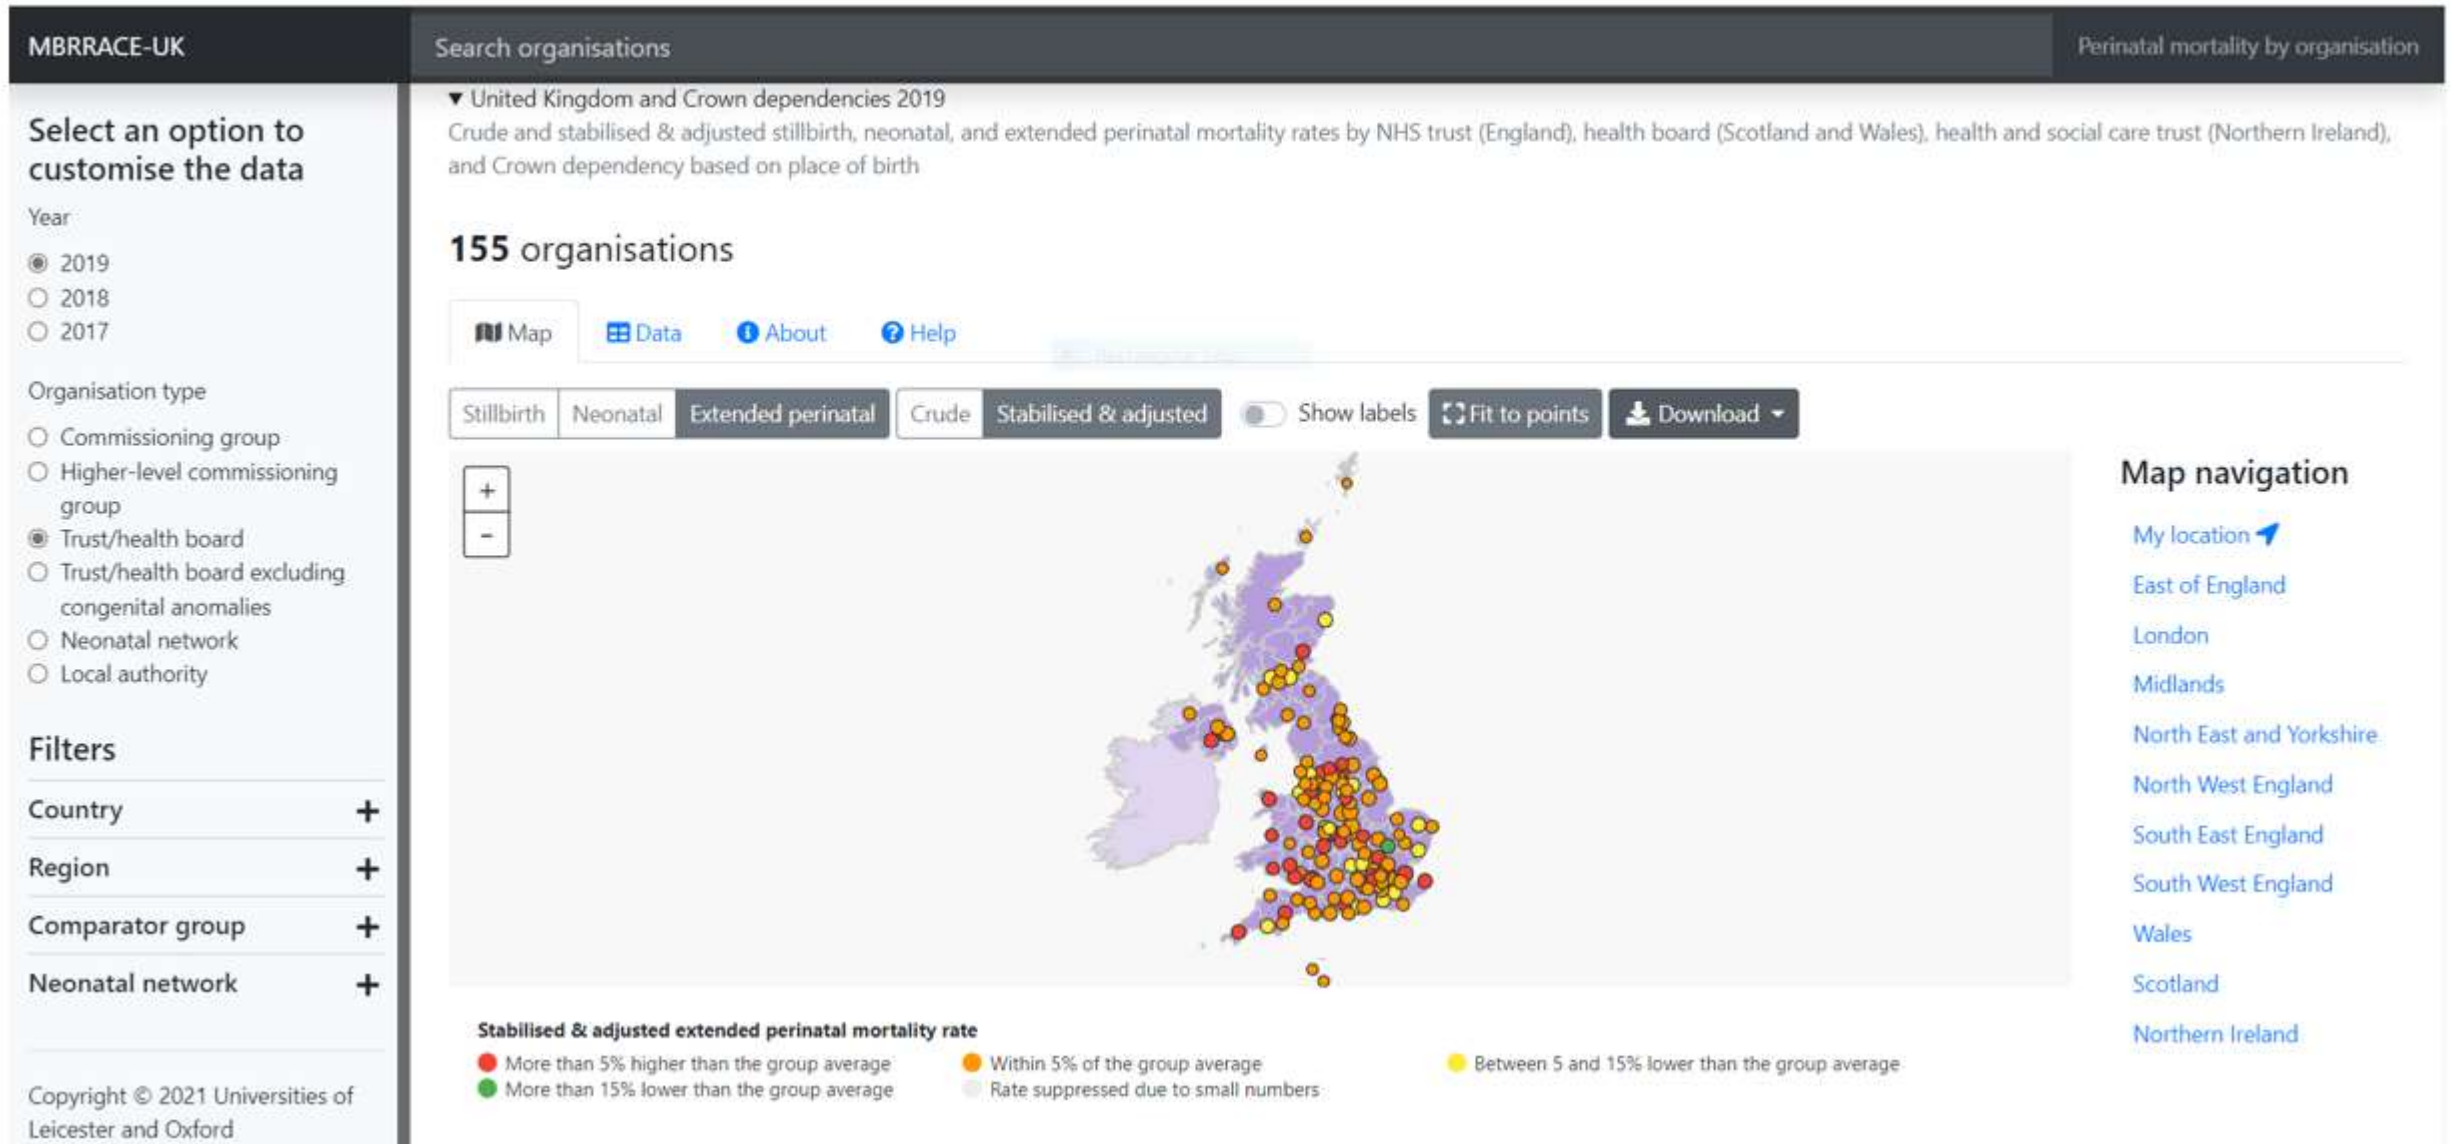 MBRRACE-UK
Search organisations
Perinatal mortality by organisation
Select an option to
customise the data
Year
2019
2018
2017
Organisation type
Commissioning group
Higher-level commissioning
group
Trust/health board
Trust/health board excluding
congenital anomalies
Neonatal network
Local authority
Filters
Country +
Region +
Comparator group +
Neonatal network +
Copyright © 2021 Universities of
Leicester and Oxford
▼ United Kingdom and Crown dependencies 2019
Crude and stabilised & adjusted stillbirth, neonatal, and extended perinatal mortality rates by NHS trust (England), health board (Scotland and Wales), health and social care trust (Northern Ireland),
and Crown dependency based on place of birth
155 organisations
Map Data About Help
Stillbirth Neonatal Extended perinatal Crude Stabilised & adjusted Show labels Fit to points Download
+
-
Map navigation
My location
East of England
London
Midlands
North East and Yorkshire
North West England
South East England
South West England
Wales
Scotland
Northern Ireland
Stabilised & adjusted extended perinatal mortality rate
More than 5% higher than the group average Within 5% of the group average Between 5 and 15% lower than the group average
More than 15% lower than the group average Rate suppressed due to small numbers